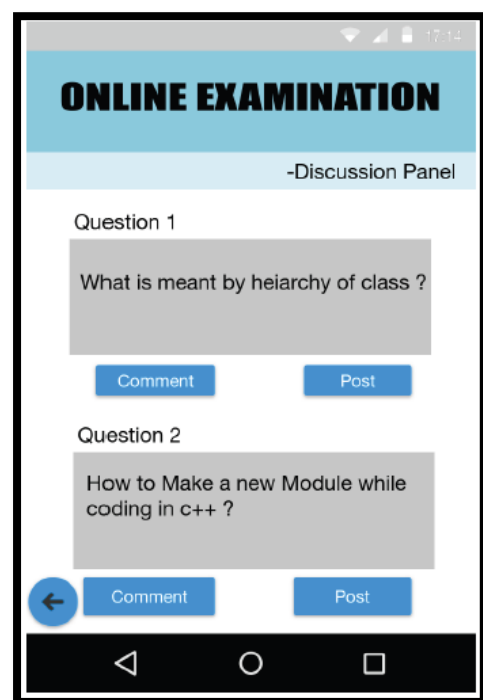 17:14
ONLINE EXAMINATION
-Discussion Panel
Question 1
What is meant by heiarchy of class ?
Comment
Post
Question 2
How to Make a new Module while
coding in c++ ?
Comment
Post